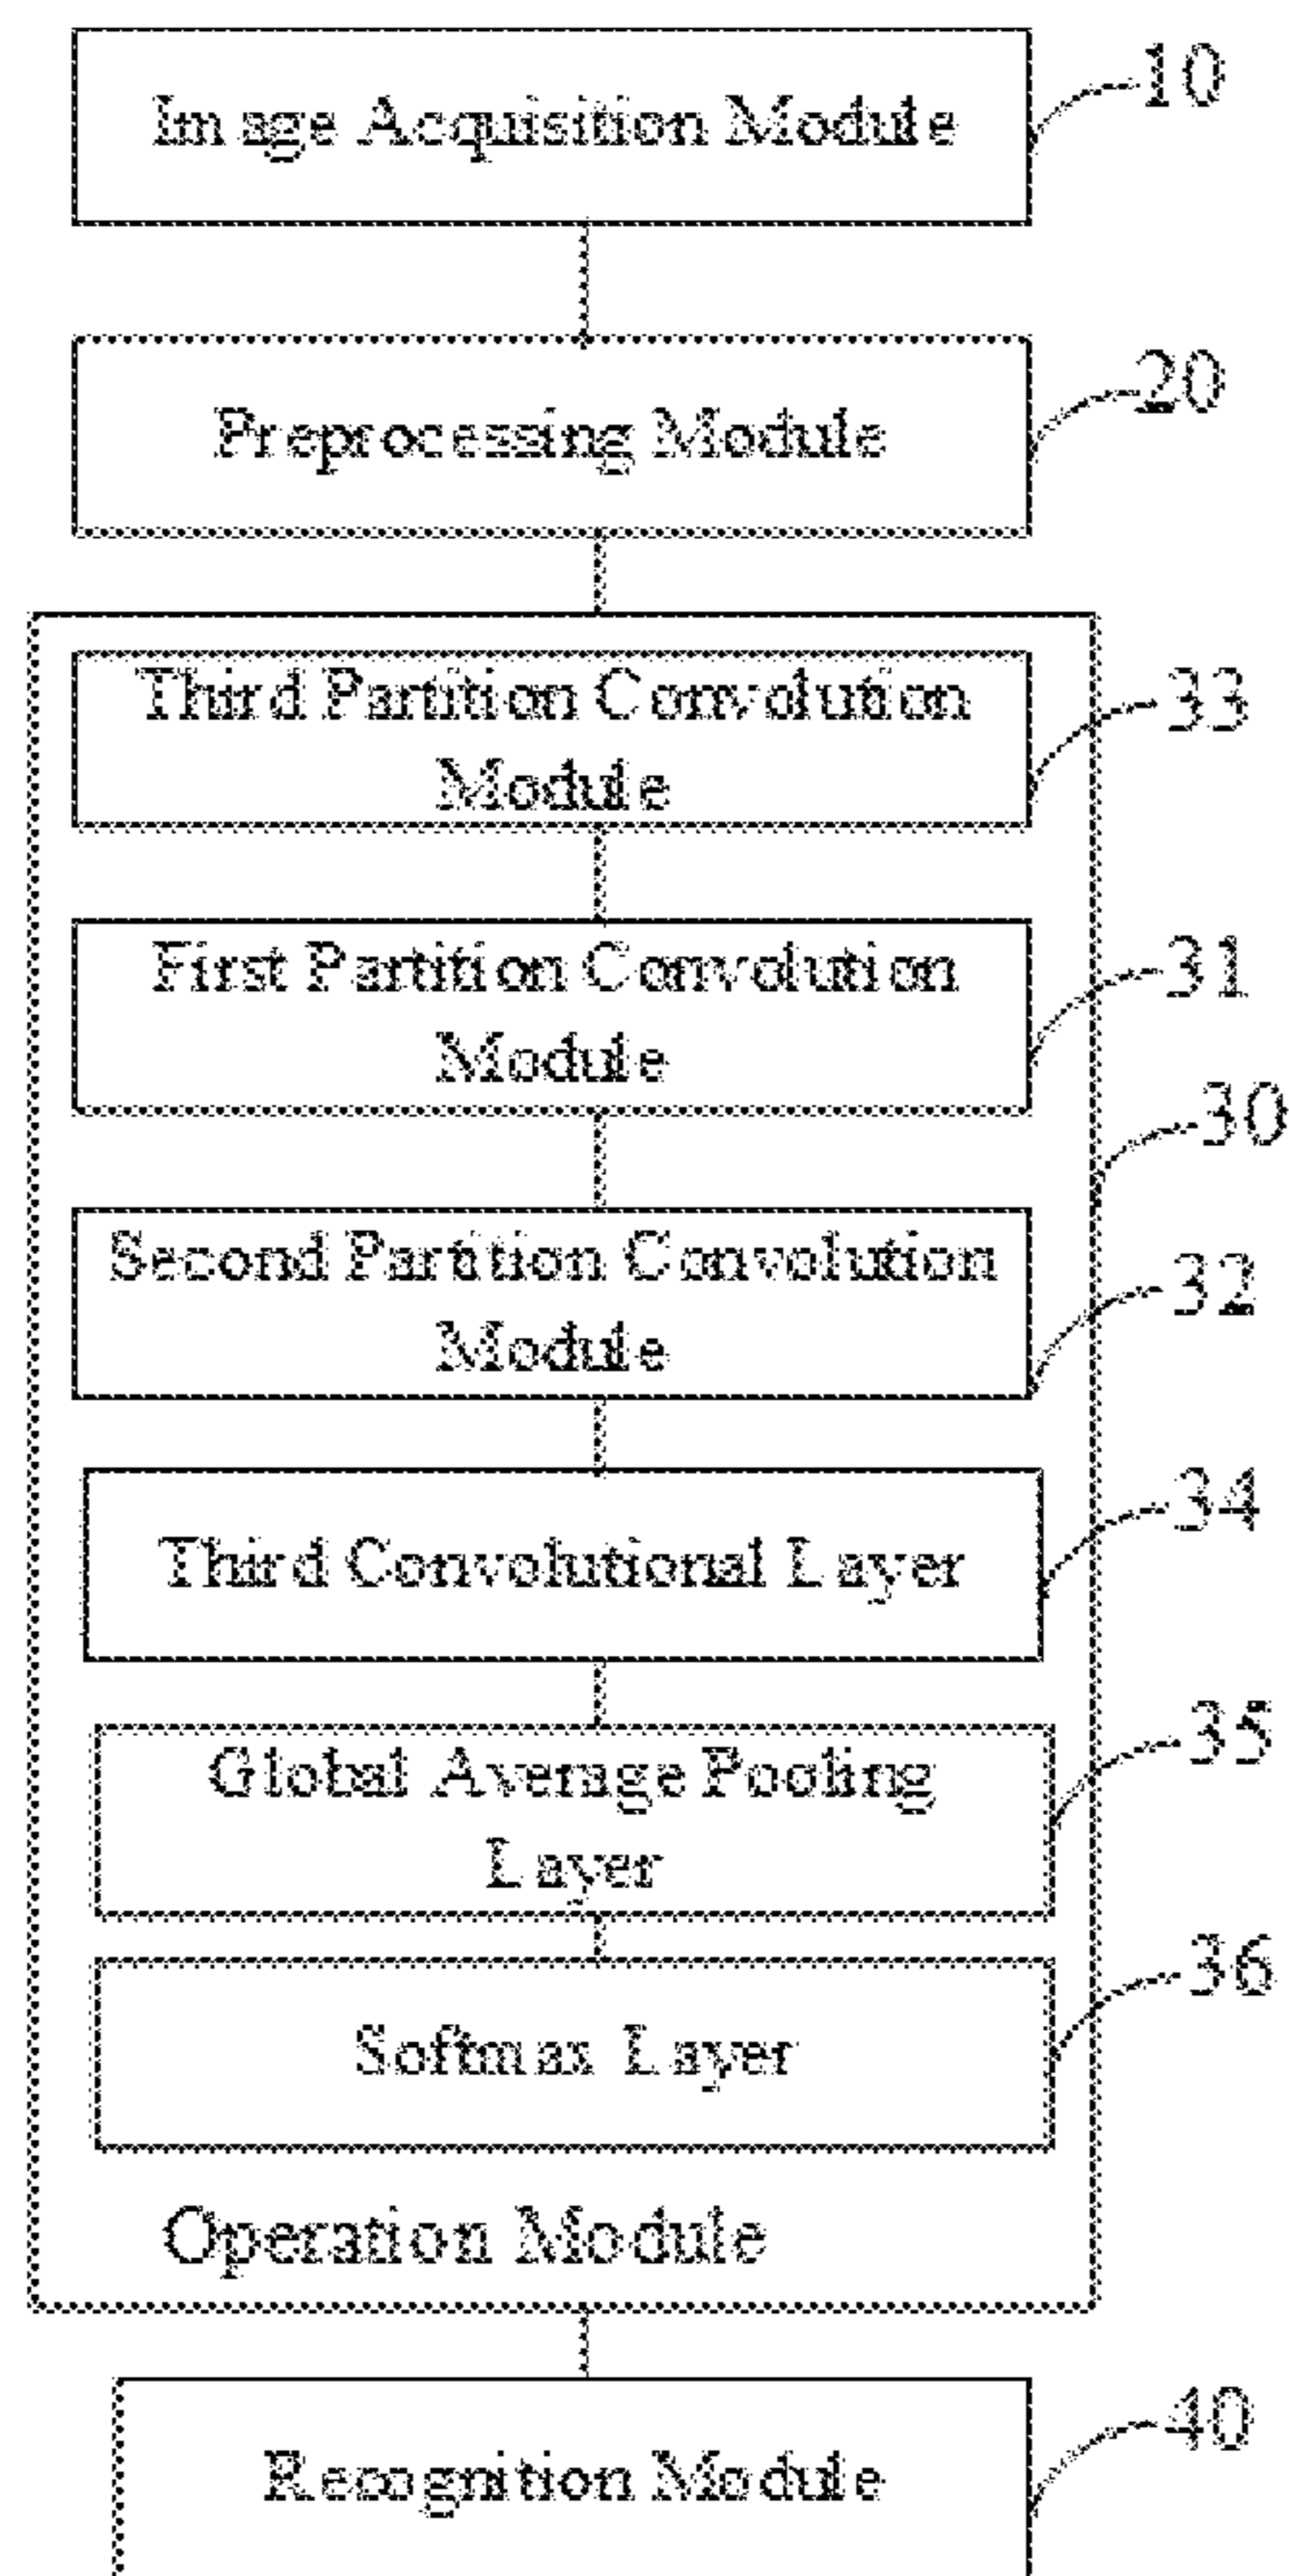 Image Acquisition Module
10
Preprocessing Module
20
Third Partition Convolution
Module
33
First Partition Convolution
Module
31
30
Second Partition Convolution
Module
32
Third Convolutional Layer
34
Global Average Pooling
Layer
35
Softmax Layer
36
Operation Module
Recognition Module
40